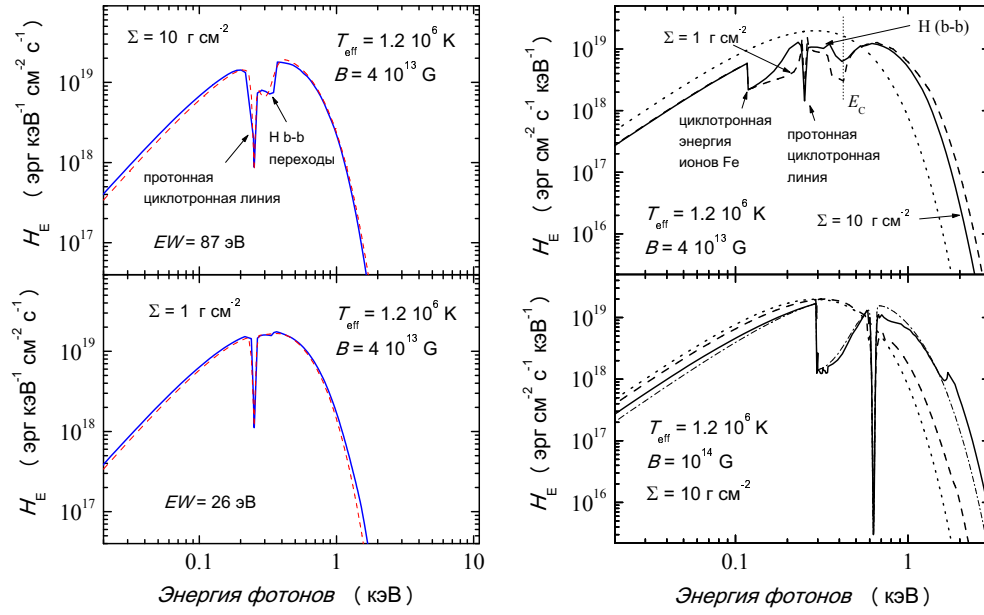 Σ = 10 г см⁻²
T_eff = 1.2 10⁶ K
B = 4 10¹³ G
10¹⁹
10¹⁸
10¹⁷
H_E ( эрг кэВ⁻¹ см⁻² с⁻¹ )
H b-b
переходы
протонная
циклотронная линия
EW = 87 эВ
Σ = 1 г см⁻²
T_eff = 1.2 10⁶ K
B = 4 10¹³ G
10¹⁹
10¹⁸
10¹⁷
H_E ( эрг кэВ⁻¹ см⁻² с⁻¹ )
EW = 26 эВ
0.1 1 10
Энергия фотонов ( кэВ )
H (b-b)
Σ = 1 г см⁻²
E_C
10¹⁹
10¹⁸
10¹⁷
10¹⁶
H_E ( эрг см⁻² с⁻¹ кэВ⁻¹ )
циклотронная
энергия
ионов Fe
протонная
циклотронная
линия
T_eff = 1.2 10⁶ K
B = 4 10¹³ G
Σ = 10 г см⁻²
10¹⁹
10¹⁸
10¹⁷
10¹⁶
H_E ( эрг см⁻² с⁻¹ кэВ⁻¹ )
T_eff = 1.2 10⁶ K
B = 10¹⁴ G
Σ = 10 г см⁻²
0.1 1
Энергия фотонов ( кэВ )